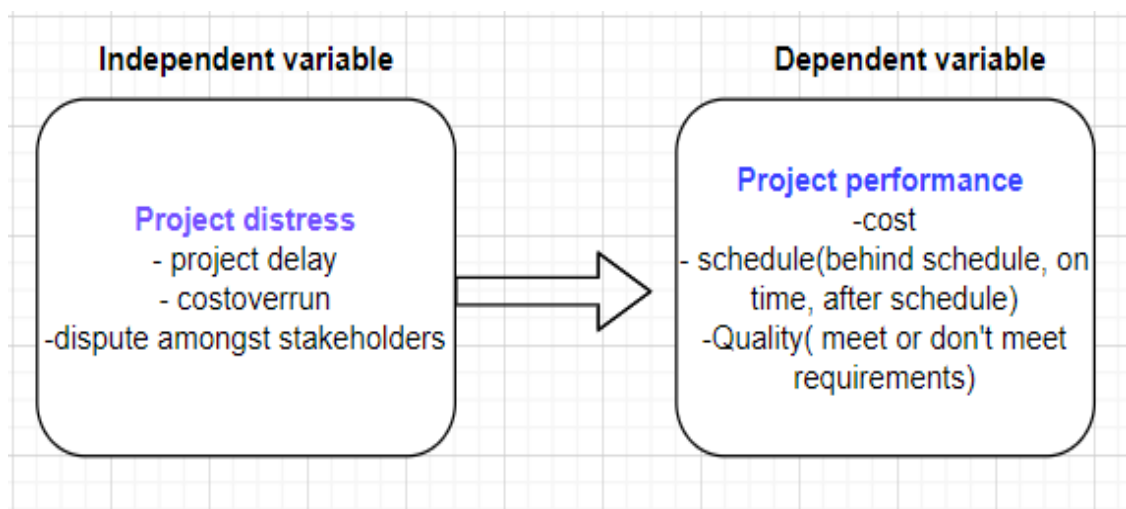 Independent variable
Project distress
- project delay
- costoverrun
-dispute amongst stakeholders
Dependent variable
Project performance
-cost
- schedule(behind schedule, on
time, after schedule)
-Quality( meet or don't meet
requirements)